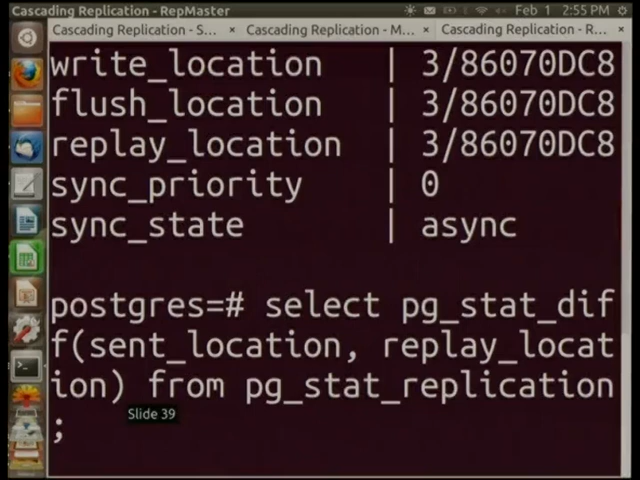 Cascading Replication - RepMaster
Feb 1 2:55 PM
Cascading Replication - S... × Cascading Replication - M... × Cascading Replication - R... ×
write_location | 3/86070DC8
flush_location | 3/86070DC8
replay_location | 3/86070DC8
sync_priority | 0
sync_state | async
postgres=# select pg_stat_dif
f(sent_location, replay_locat
ion) from pg_stat_replication
Slide 39
;